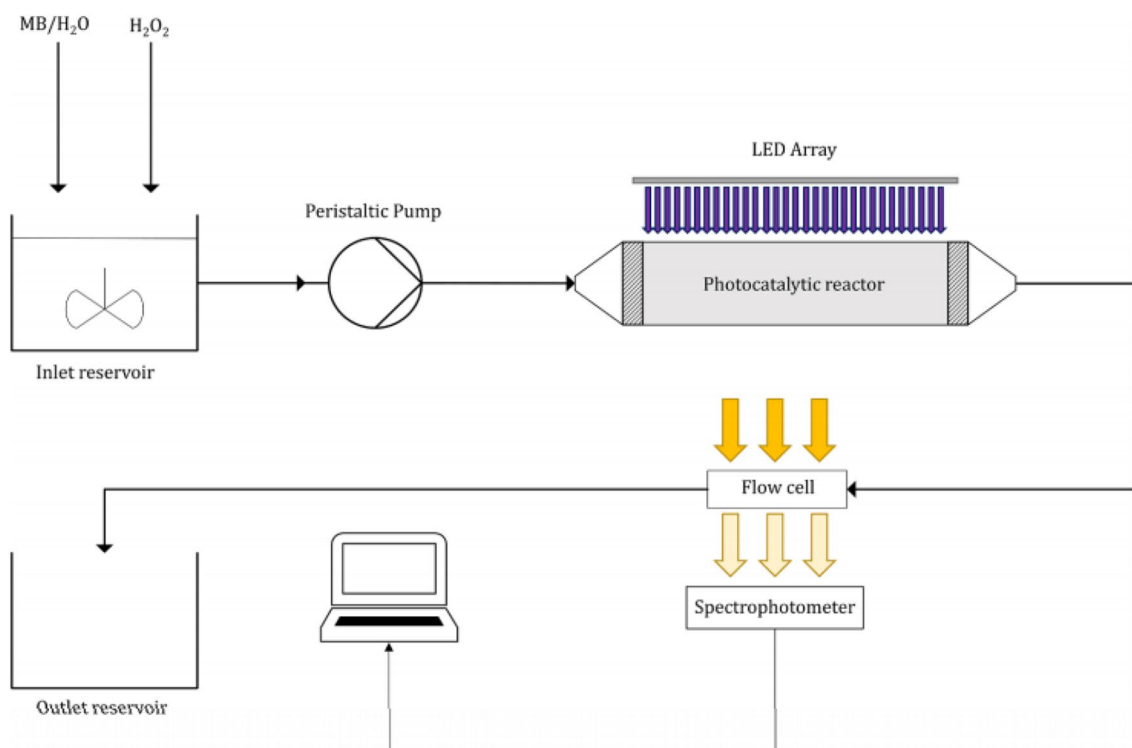 MB/H₂O
H₂O₂
LED Array
Peristaltic Pump
Photocatalytic reactor
Inlet reservoir
Flow cell
Spectrophotometer
Outlet reservoir